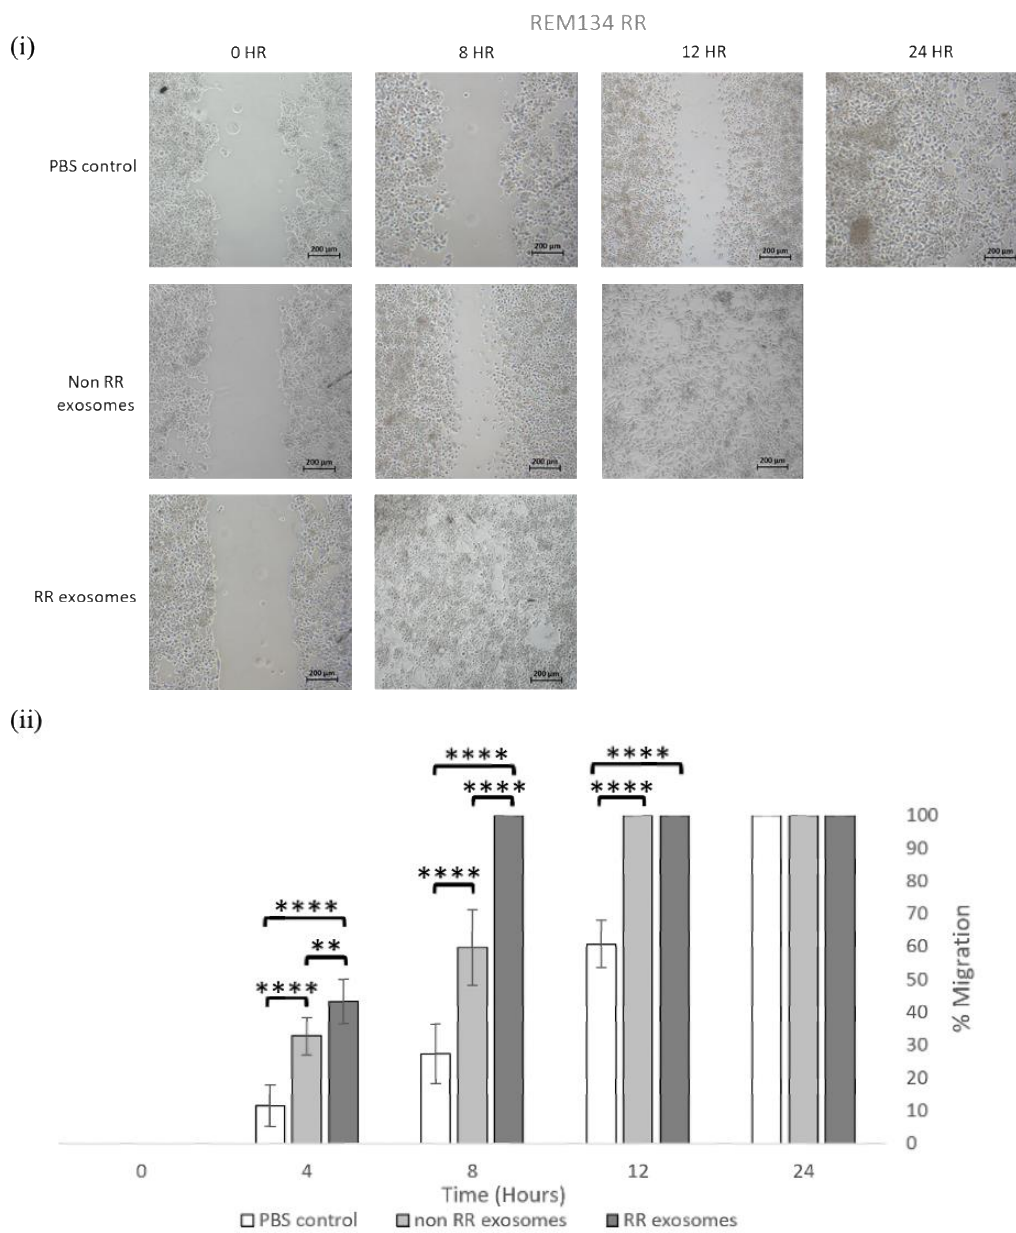 REM134 RR
(i)
0 HR 8 HR 12 HR 24 HR
PBS control
200 µm 200 µm 200 µm 200 µm
Non RR
exosomes
200 µm 200 µm 200 µm
RR exosomes
200 µm 200 µm
(ii)
**** ****
**** ****
100
90
**** 80
**** 70
** 60
**** 50
40
30
20
10
0
% Migration
0 4 8 12 24
Time (Hours)
PBS control non RR exosomes RR exosomes